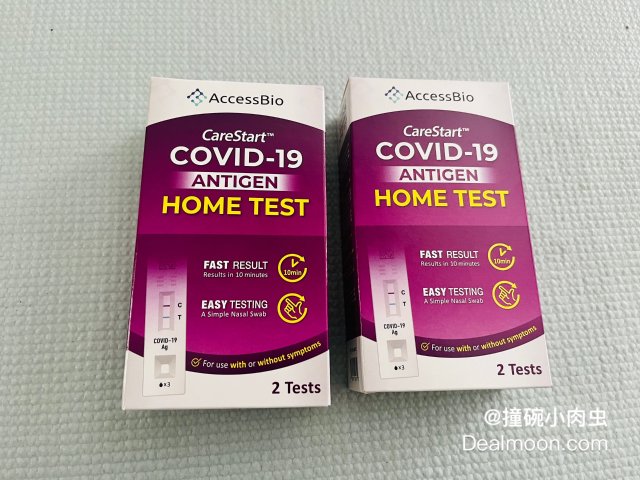 AccessBio
CareStart™
COVID-19
ANTIGEN
HOME TEST
FAST RESULT
Results in 10 minutes
10min
EASY TESTING
A Simple Nasal Swab
C
T
COVID-19
Ag
x3
For use with or without symptoms
2 Tests
AccessBio
CareStart™
COVID-19
ANTIGEN
HOME TEST
FAST RESULT
Results in 10 minutes
10min
EASY TESTING
A Simple Nasal Swab
C
T
COVID-19
Ag
x3
For use with or without symptoms
2 Tests
@撞碗小肉虫
Dealmoon.com